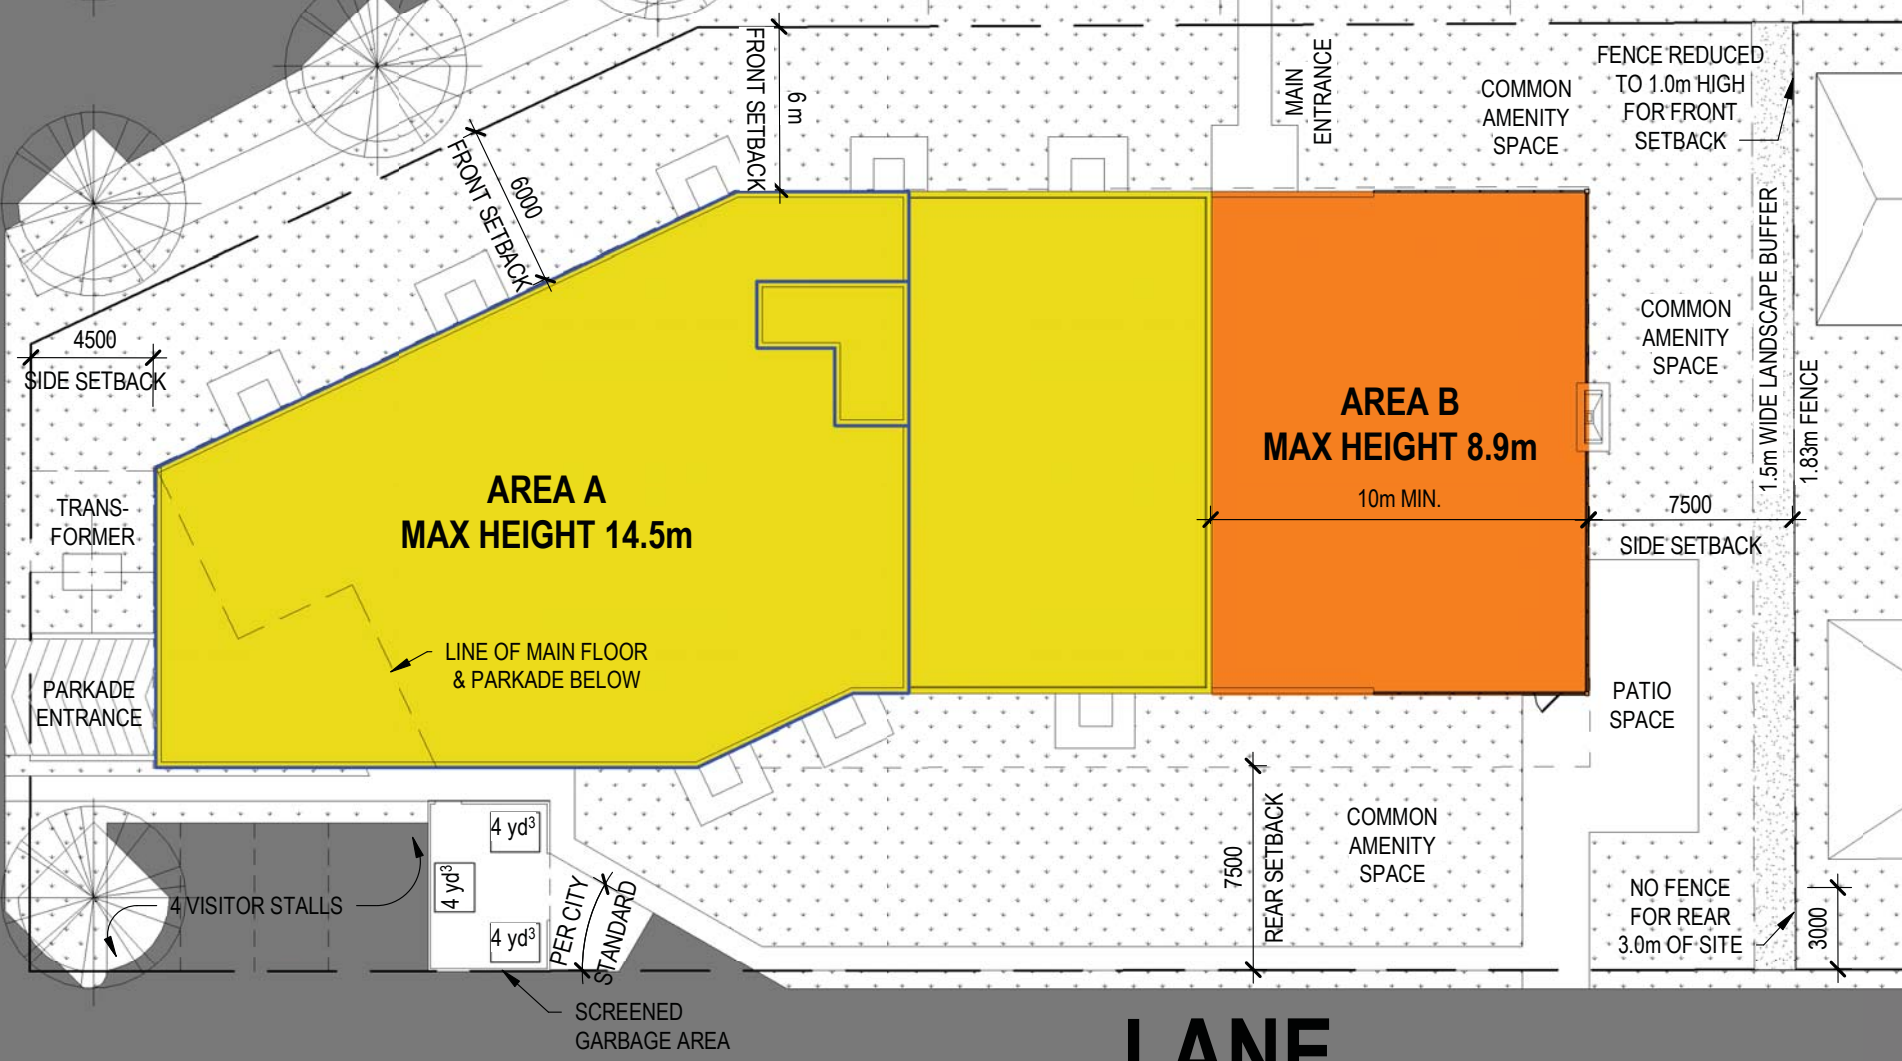 FRONT SETBACK
6 m
MAIN
ENTRANCE
COMMON
AMENITY
SPACE
FENCE REDUCED
TO 1.0m HIGH
FOR FRONT
SETBACK
FRONT SETBACK
6000
4500
SIDE SETBACK
1.5m WIDE LANDSCAPE BUFFER
1.83m FENCE
COMMON
AMENITY
SPACE
AREA A
MAX HEIGHT 14.5m
AREA B
MAX HEIGHT 8.9m
10m MIN.
7500
SIDE SETBACK
TRANS-
FORMER
PARKADE
ENTRANCE
LINE OF MAIN FLOOR
& PARKADE BELOW
PATIO
SPACE
4 yd³
4 yd³
4 yd³
4 VISITOR STALLS
PER CITY
STANDARD
7500
REAR SETBACK
COMMON
AMENITY
SPACE
NO FENCE
FOR REAR
3.0m OF SITE
3000
SCREENED
GARBAGE AREA
LANE